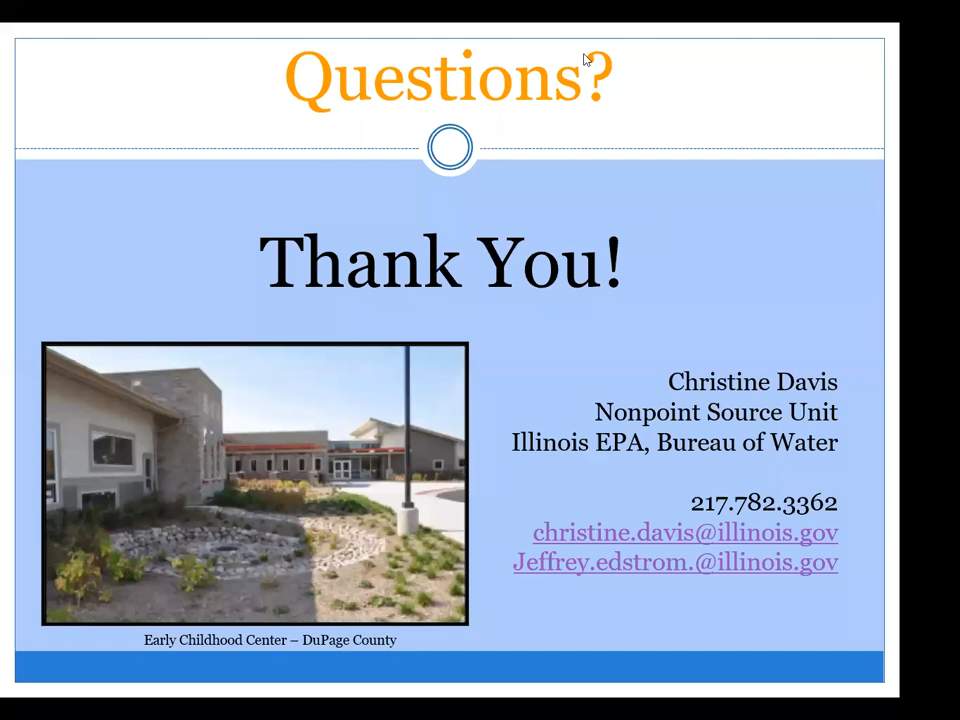 Questions?
Thank You!
Christine Davis
Nonpoint Source Unit
Illinois EPA, Bureau of Water
217.782.3362
christine.davis@illinois.gov
Jeffrey.edstrom.@illinois.gov
Early Childhood Center – DuPage County